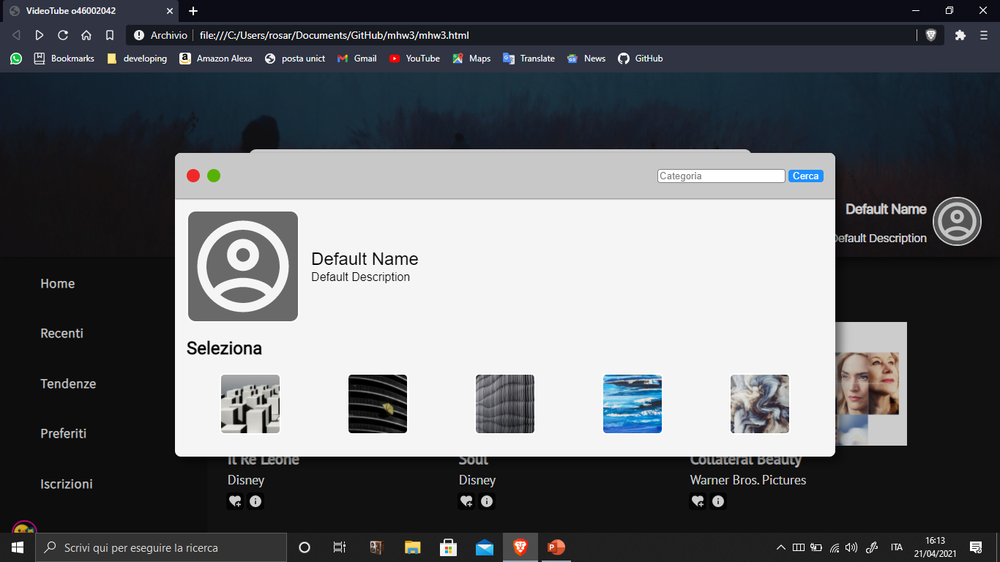 VideoTube o46002042
Archivio file:///C:/Users/rosar/Documents/GitHub/mhw3/mhw3.html
Bookmarks developing Amazon Alexa posta unict Gmail YouTube Maps Translate News GitHub
Categoria Cerca
Default Name
Default Description
Default Name
Default Description
Home
Recenti
Tendenze
Preferiti
Iscrizioni
Seleziona
Il Re Leone Soul Collateral Beauty
Disney Disney Warner Bros. Pictures
Scrivi qui per eseguire la ricerca
ITA
16:13
21/04/2021